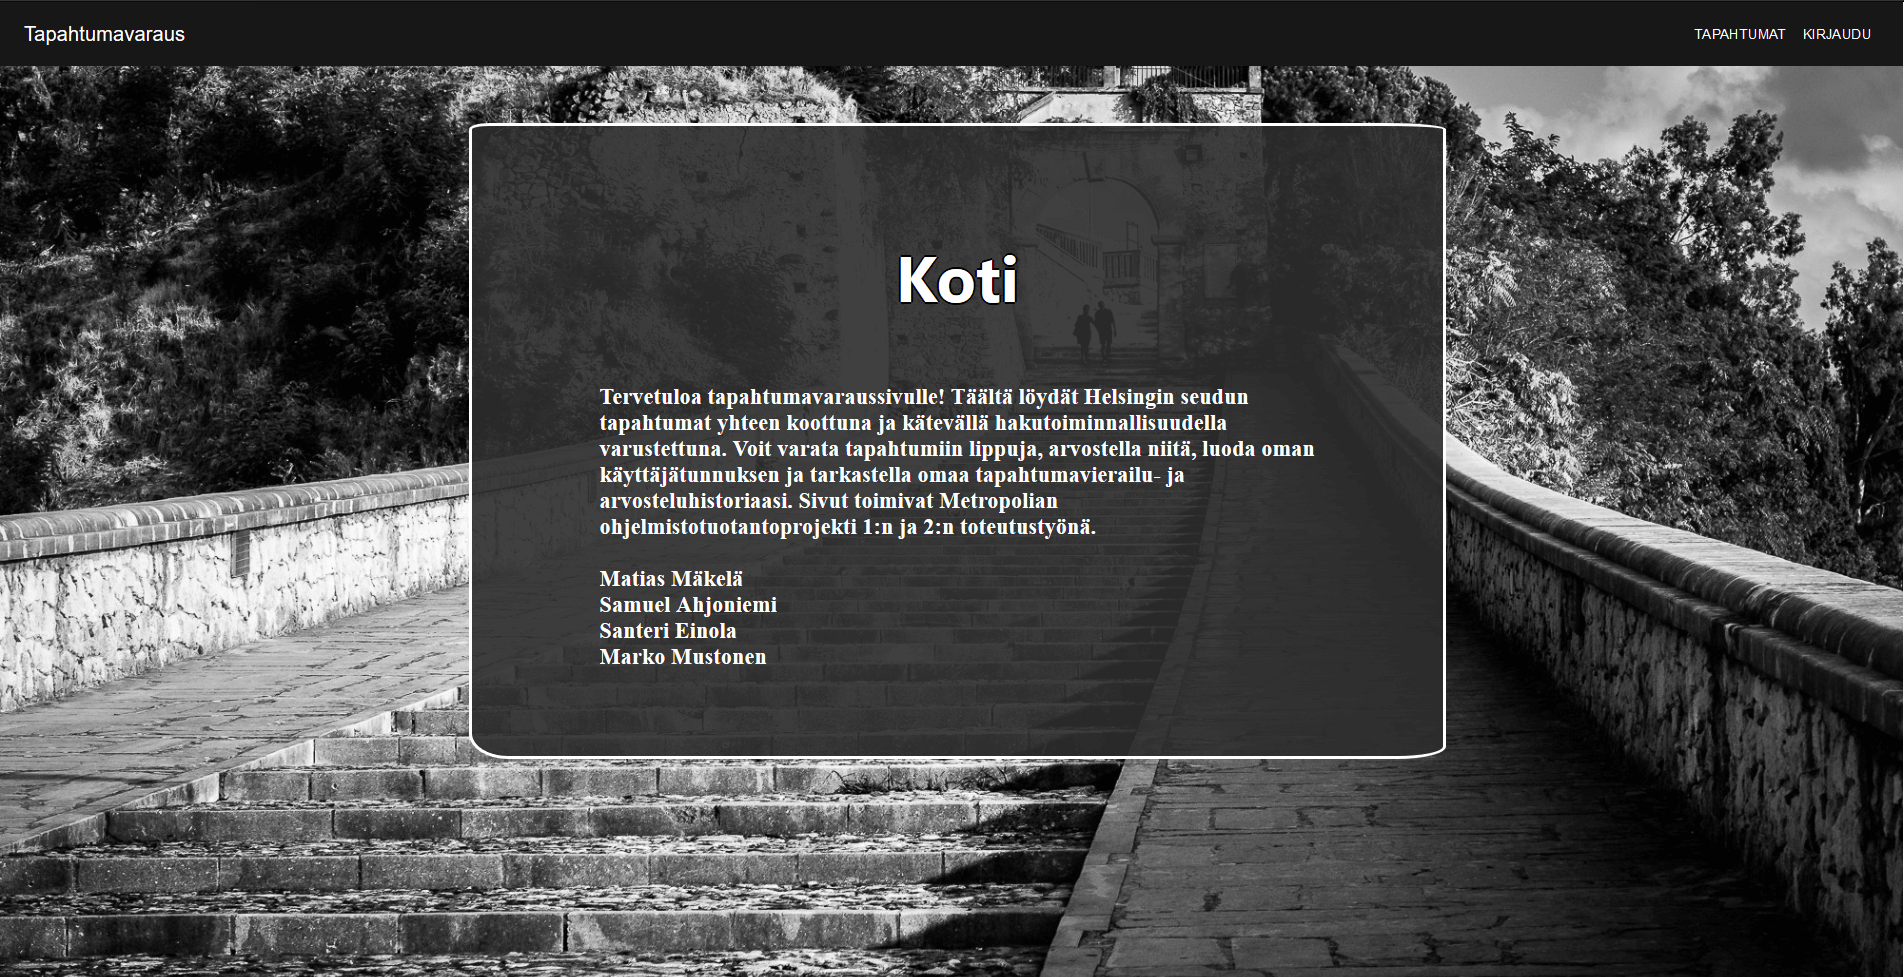 Tapahtumavaraus
TAPAHTUMAT KIRJAUDU
Koti
Tervetuloa tapahtumavaraussivulle! Täältä löydät Helsingin seudun
tapahtumat yhteen koottuna ja kätevällä hakutoiminnallisuudella
varustettuna. Voit varata tapahtumiin lippuja, arvostella niitä, luoda oman
käyttäjätunnuksen ja tarkastella omaa tapahtumavierailu- ja
arvosteluhistoriaasi. Sivut toimivat Metropolian
ohjelmistotuotantoprojekti 1:n ja 2:n toteutustyönä.
Matias Mäkelä
Samuel Ahjoniemi
Santeri Einola
Marko Mustonen